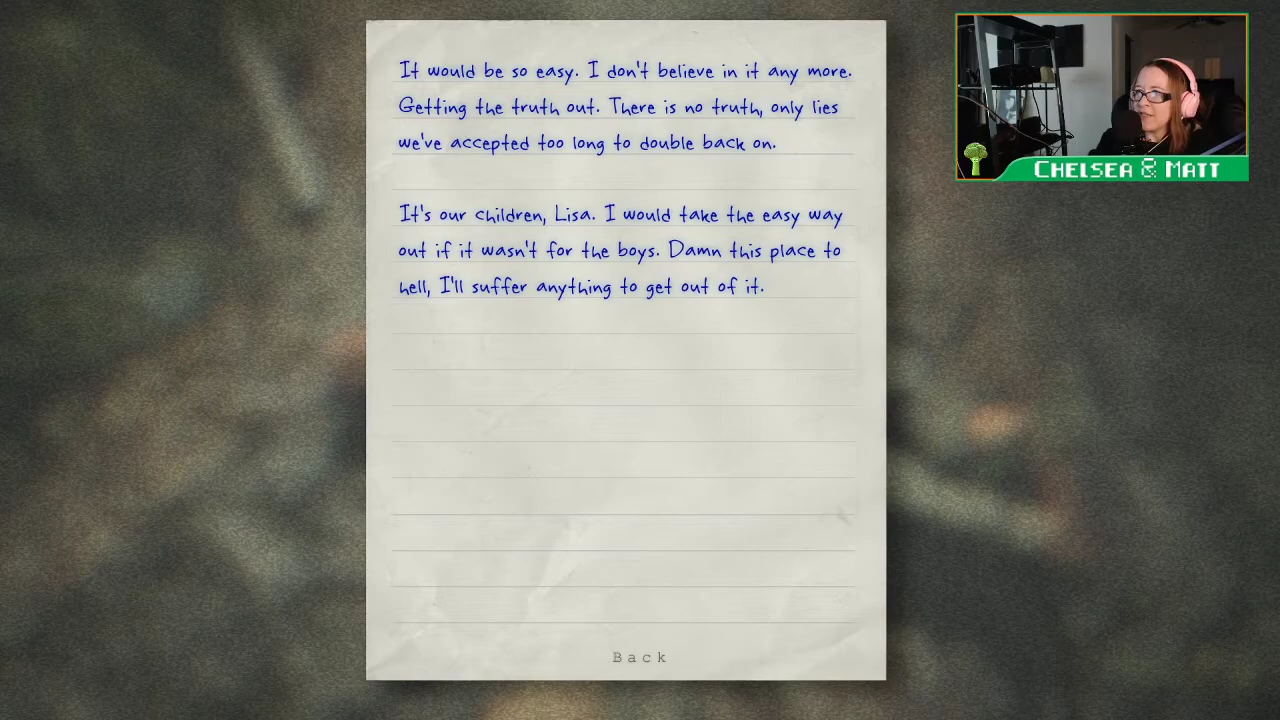 It would be so easy. I don't believe in it any more.
Getting the truth out. There is no truth, only lies
we've accepted too long to double back on.
It's our children, Lisa. I would take the easy way
out if it wasn't for the boys. Damn this place to
hell, I'll suffer anything to get out of it.
Back
CHELSEA & MATT